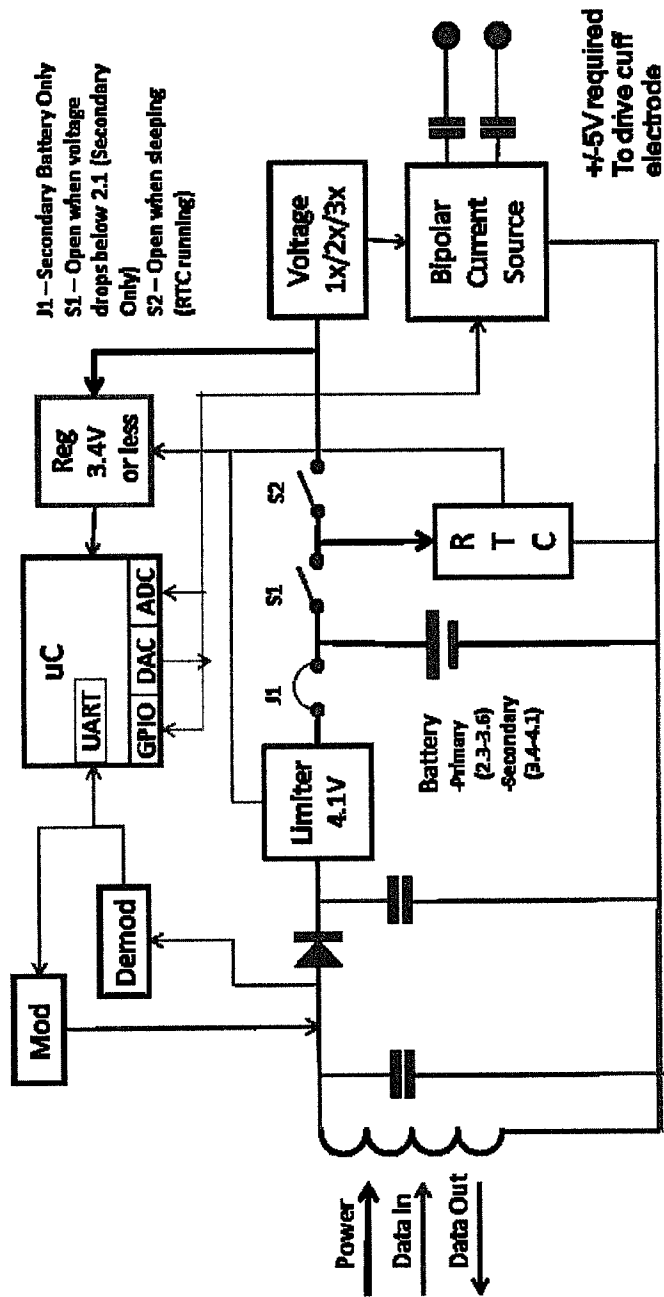 J1 – Secondary Battery Only
S1 – Open when voltage
drops below 2.1 (Secondary
Only)
S2 – Open when sleeping
(RTC running)
Mod
Demod
UART
uC
GPIO
DAC
ADC
Reg
3.4V
or less
Power
Data In
Data Out
Limiter
4.1V
J1
S1
S2
Voltage
1x/2x/3x
Battery
-Primary
(2.3-3.6)
-Secondary
(3.4-4.1)
R
T
C
Bipolar
Current
Source
+/-5V required
To drive cuff
electrode